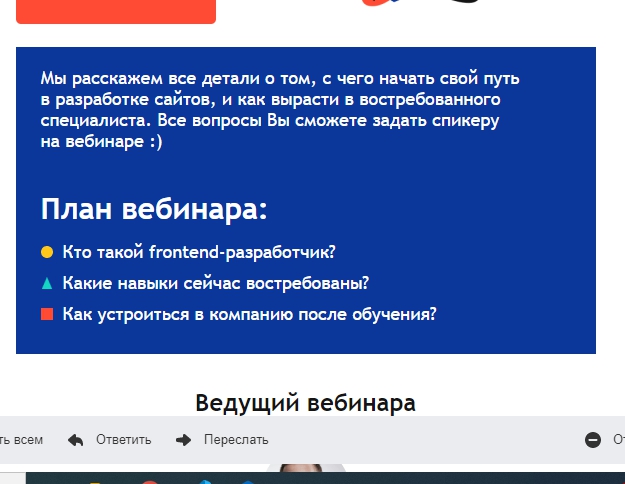 Мы расскажем все детали о том, с чего начать свой путь
в разработке сайтов, и как вырасти в востребованного
специалиста. Все вопросы Вы сможете задать спикеру
на вебинаре :)
План вебинара:
Кто такой frontend-разработчик?
Какие навыки сейчас востребованы?
Как устроиться в компанию после обучения?
Ведущий вебинара
всем Ответить Переслать